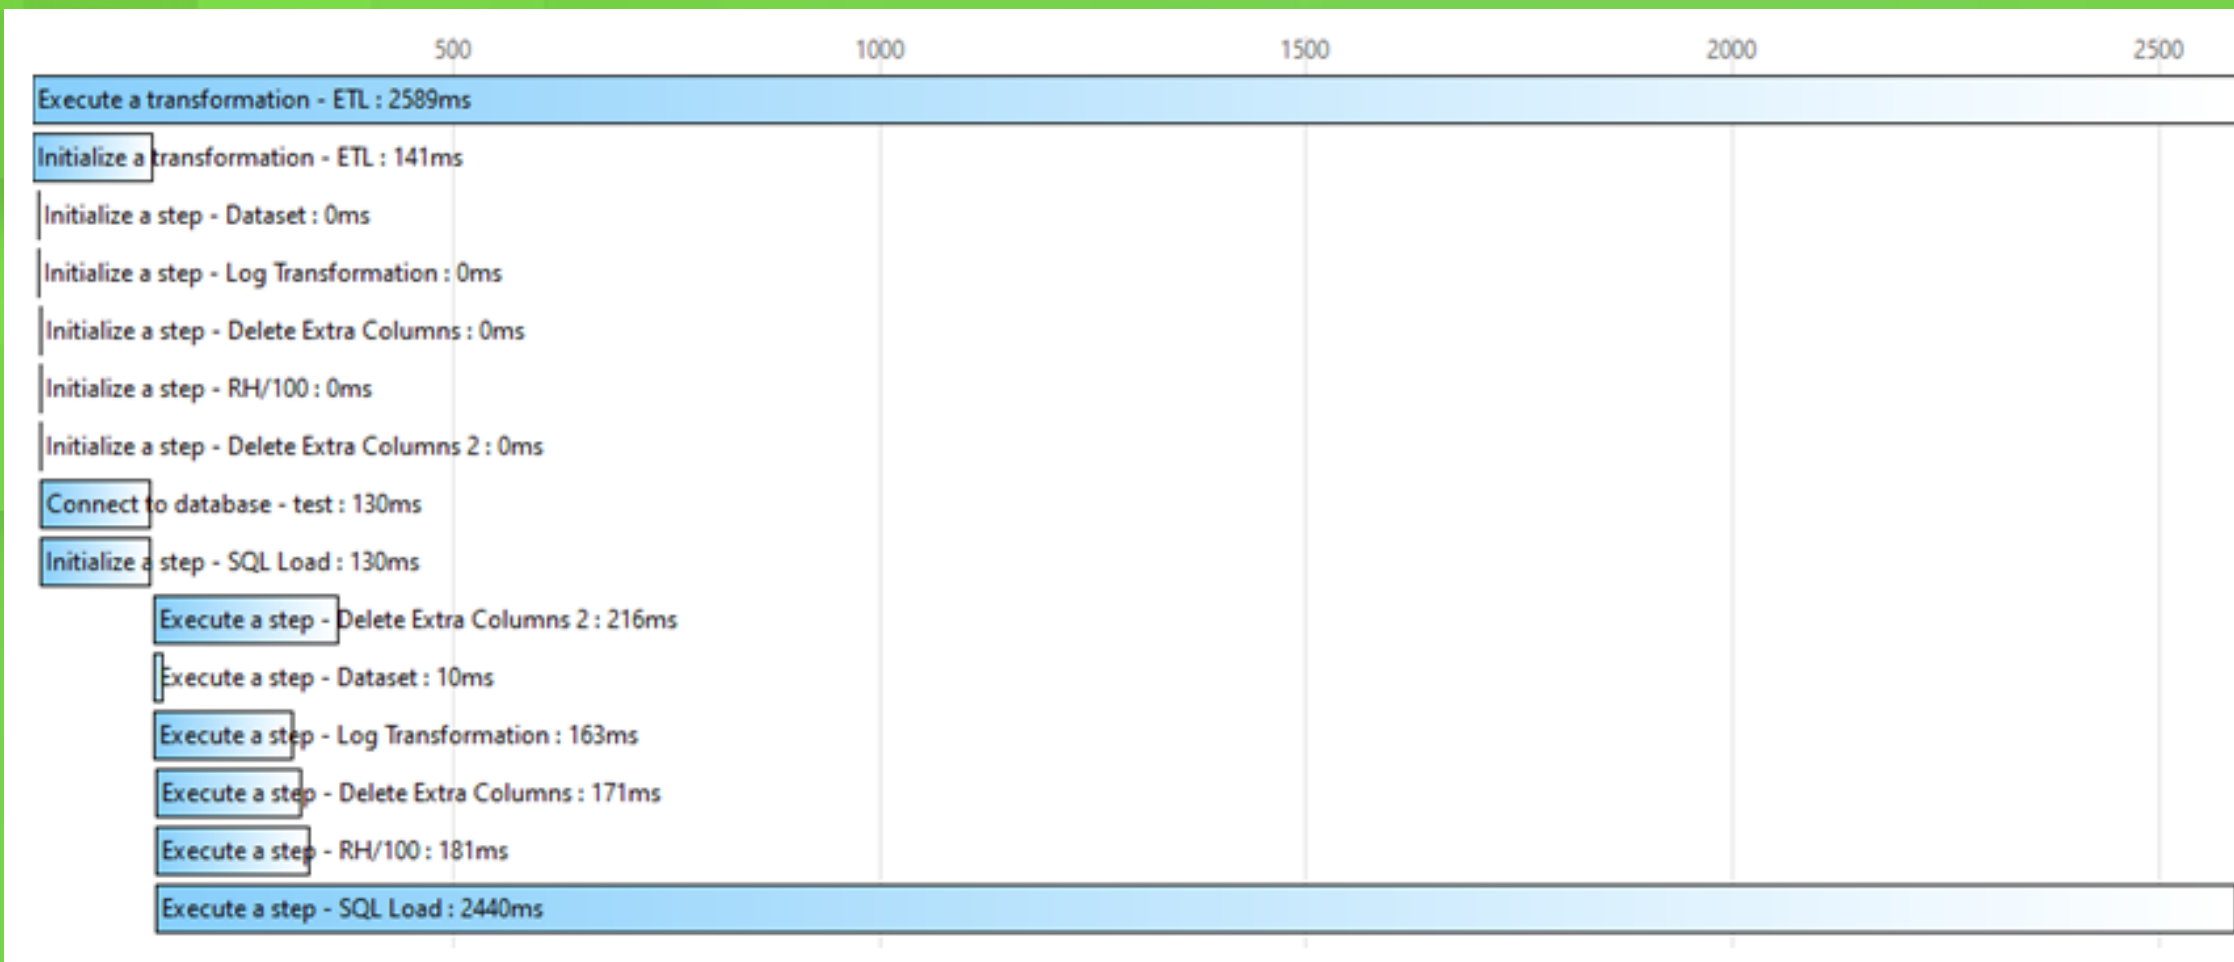 500 1000 1500 2000 2500
Execute a transformation - ETL : 2589ms
Initialize a transformation - ETL : 141ms
Initialize a step - Dataset : 0ms
Initialize a step - Log Transformation : 0ms
Initialize a step - Delete Extra Columns : 0ms
Initialize a step - RH/100 : 0ms
Initialize a step - Delete Extra Columns 2 : 0ms
Connect to database - test : 130ms
Initialize a step - SQL Load : 130ms
Execute a step - Delete Extra Columns 2 : 216ms
Execute a step - Dataset : 10ms
Execute a step - Log Transformation : 163ms
Execute a step - Delete Extra Columns : 171ms
Execute a step - RH/100 : 181ms
Execute a step - SQL Load : 2440ms